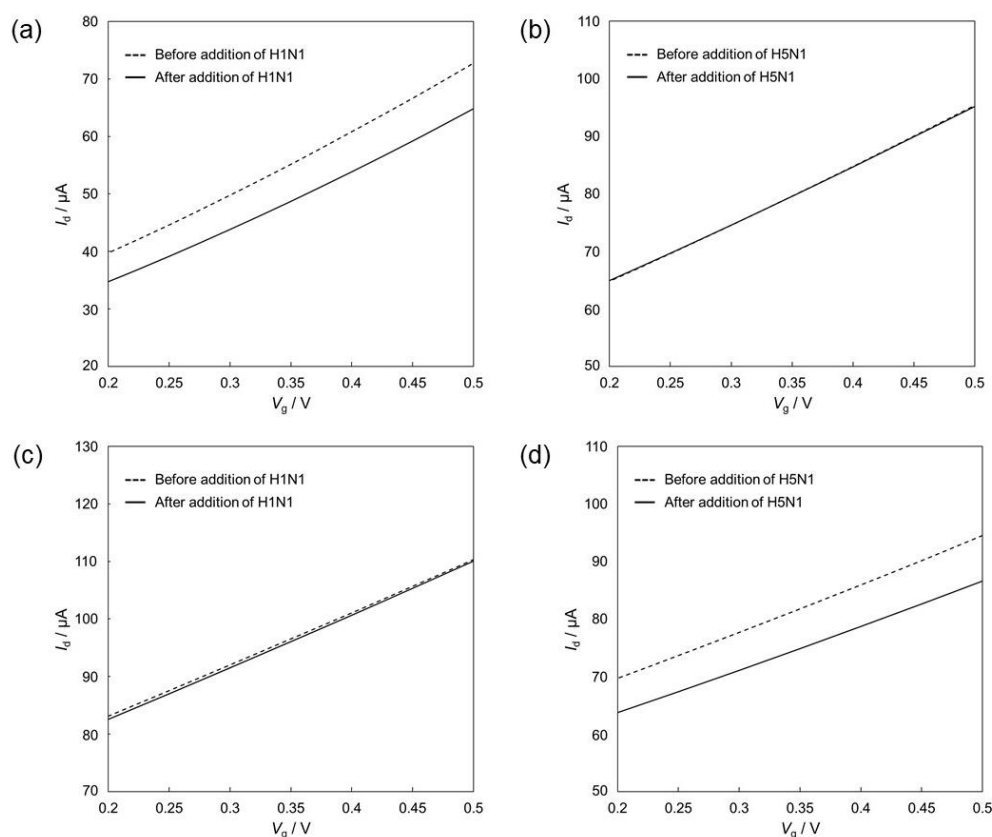 (a)
80
70
60
50
40
30
20
I_d / µA
Before addition of H1N1
After addition of H1N1
0.2 0.25 0.3 0.35 0.4 0.45 0.5
V_g / V
(b)
110
100
90
80
70
60
50
I_d / µA
Before addition of H5N1
After addition of H5N1
0.2 0.25 0.3 0.35 0.4 0.45 0.5
V_g / V
(c)
130
120
110
100
90
80
70
I_d / µA
Before addition of H1N1
After addition of H1N1
0.2 0.25 0.3 0.35 0.4 0.45 0.5
V_g / V
(d)
110
100
90
80
70
60
50
I_d / µA
Before addition of H5N1
After addition of H5N1
0.2 0.25 0.3 0.35 0.4 0.45 0.5
V_g / V